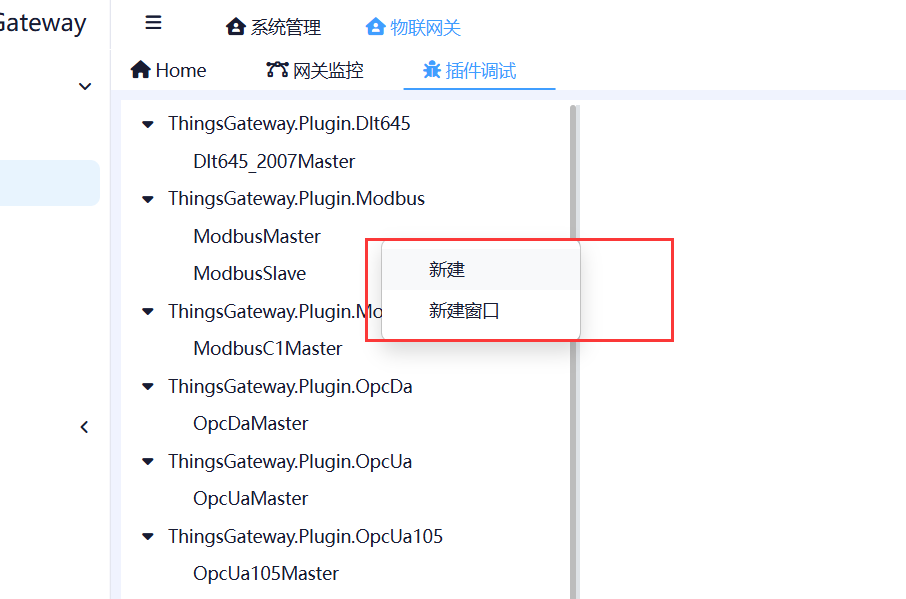 Gateway
系统管理
物联网关
Home
网关监控
插件调试
ThingsGateway.Plugin.Dlt645
Dlt645_2007Master
ThingsGateway.Plugin.Modbus
ModbusMaster
ModbusSlave
新建
ThingsGateway.Plugin.Mo
新建窗口
ModbusC1Master
ThingsGateway.Plugin.OpcDa
OpcDaMaster
ThingsGateway.Plugin.OpcUa
OpcUaMaster
ThingsGateway.Plugin.OpcUa105
OpcUa105Master